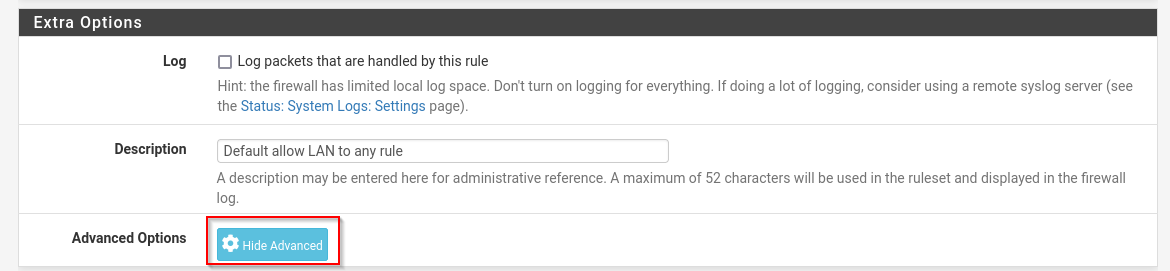 Extra Options
Log
Log packets that are handled by this rule
Hint: the firewall has limited local log space. Don't turn on logging for everything. If doing a lot of logging, consider using a remote syslog server (see
the Status: System Logs: Settings page).
Description
Default allow LAN to any rule
A description may be entered here for administrative reference. A maximum of 52 characters will be used in the ruleset and displayed in the firewall
log.
Advanced Options
Hide Advanced